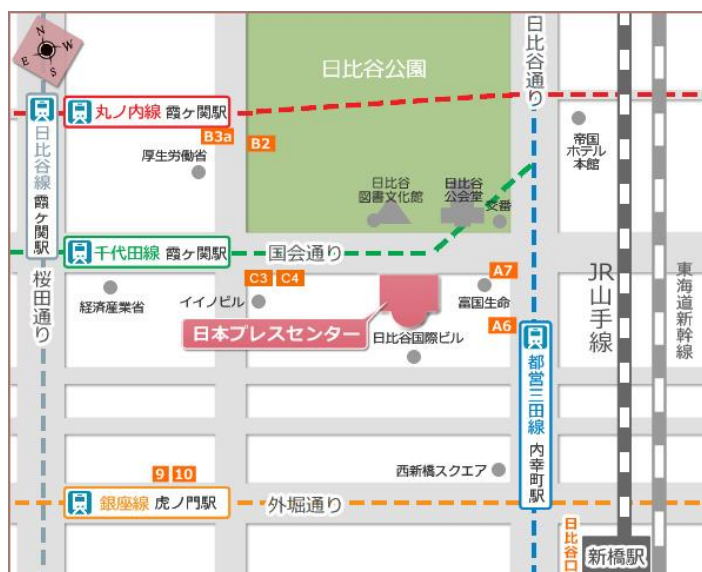 N
W
E
S
日比谷公園
日比谷通り
日比谷線 霞ヶ関駅
丸ノ内線 霞ヶ関駅
B3a
B2
厚生労働省
帝国
ホテル
本館
日比谷
図書文化館
日比谷
公会堂
交番
千代田線 霞ヶ関駅
国会通り
桜田通り
経済産業省
イイノビル
C3
C4
A7
富国生命
JR山手線
東海道新幹線
日本プレスセンター
日比谷国際ビル
A6
都営三田線 内幸町駅
西新橋スクエア
9
10
銀座線 虎ノ門駅
外堀通り
日比谷口
新橋駅